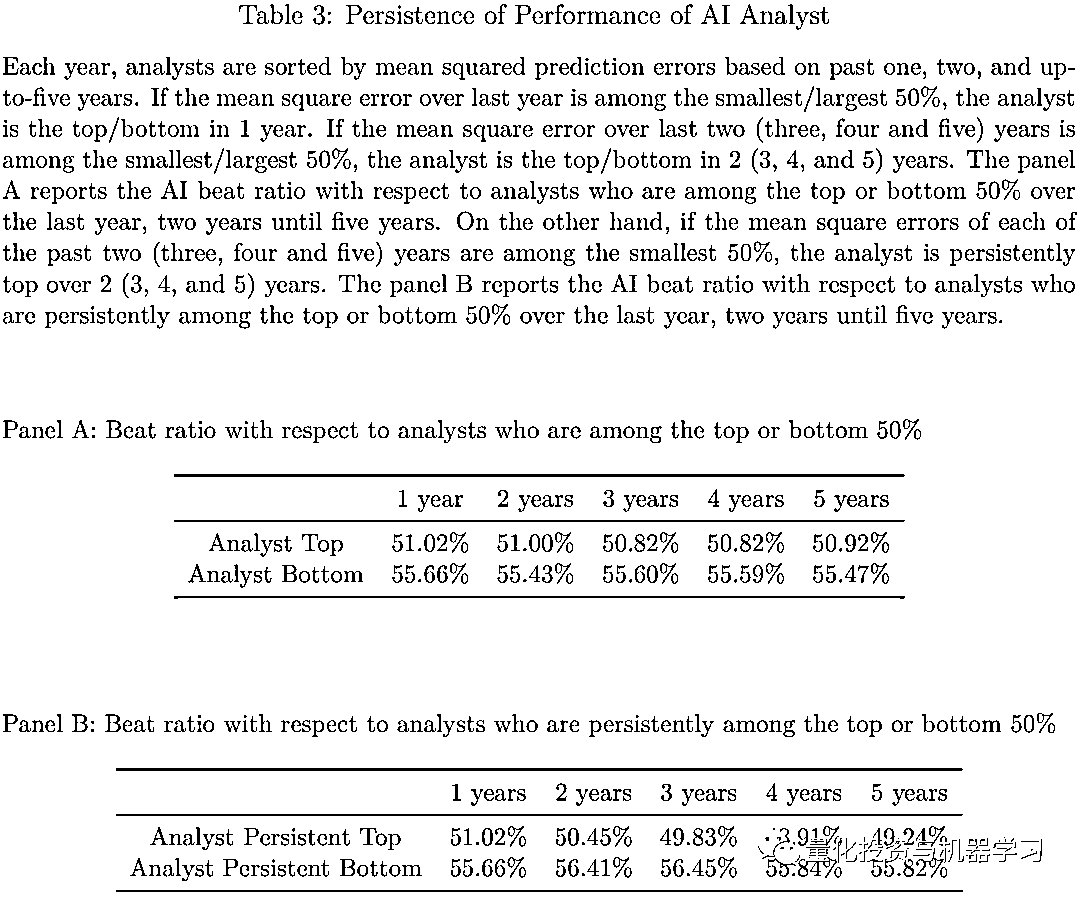 Table 3: Persistence of Performance of AI Analyst
Each year, analysts are sorted by mean squared prediction errors based on past one, two, and up-
to-five years. If the mean square error over last year is among the smallest/largest 50%, the analyst
is the top/bottom in 1 year. If the mean square error over last two (three, four and five) years is
among the smallest/largest 50%, the analyst is the top/bottom in 2 (3, 4, and 5) years. The panel
A reports the AI beat ratio with respect to analysts who are among the top or bottom 50% over
the last year, two years until five years. On the other hand, if the mean square errors of each of
the past two (three, four and five) years are among the smallest 50%, the analyst is persistently
top over 2 (3, 4, and 5) years. The panel B reports the AI beat ratio with respect to analysts who
are persistently among the top or bottom 50% over the last year, two years until five years.
Panel A: Beat ratio with respect to analysts who are among the top or bottom 50%
1 year 2 years 3 years 4 years 5 years
Analyst Top 51.02% 51.00% 50.82% 50.82% 50.92%
Analyst Bottom 55.66% 55.43% 55.60% 55.59% 55.47%
Panel B: Beat ratio with respect to analysts who are persistently among the top or bottom 50%
1 years 2 years 3 years 4 years 5 years
Analyst Persistent Top 51.02% 50.45% 49.83% 49.24%
Analyst Persistent Bottom 55.66% 56.41% 56.45% 55.84% 55.82%
量化投资与机器学习